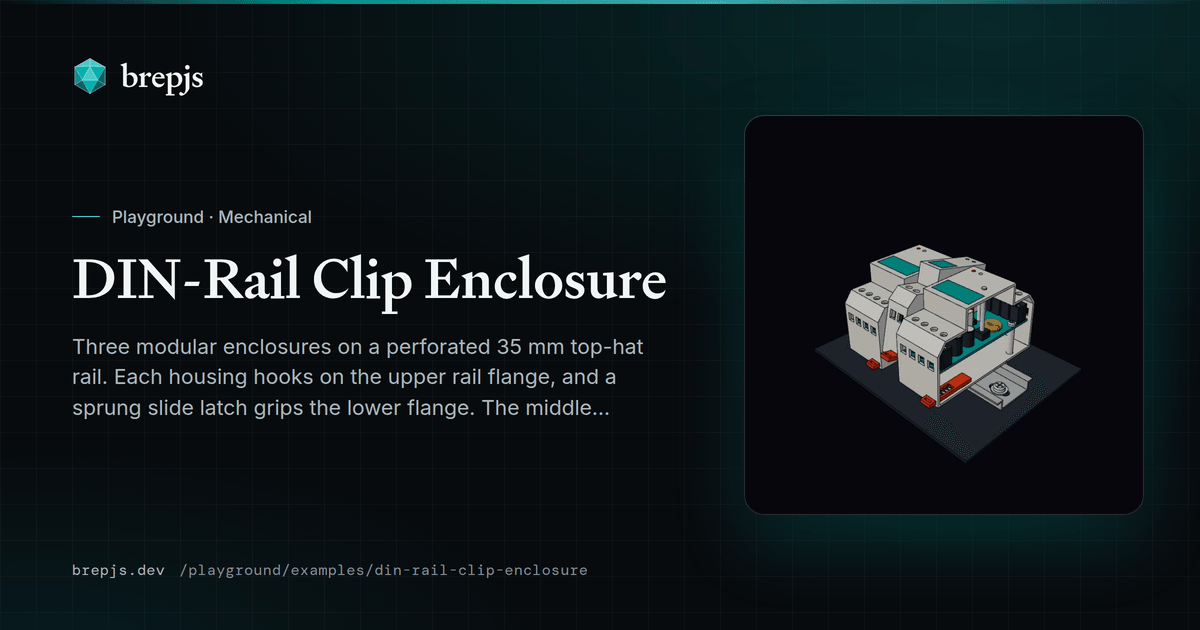 brepjs
Playground · Mechanical
DIN-Rail Clip Enclosure
Three modular enclosures on a perforated 35 mm top-hat
rail. Each housing hooks on the upper rail flange, and a
sprung slide latch grips the lower flange. The middle...
brepjs.dev /playground/examples/din-rail-clip-enclosure